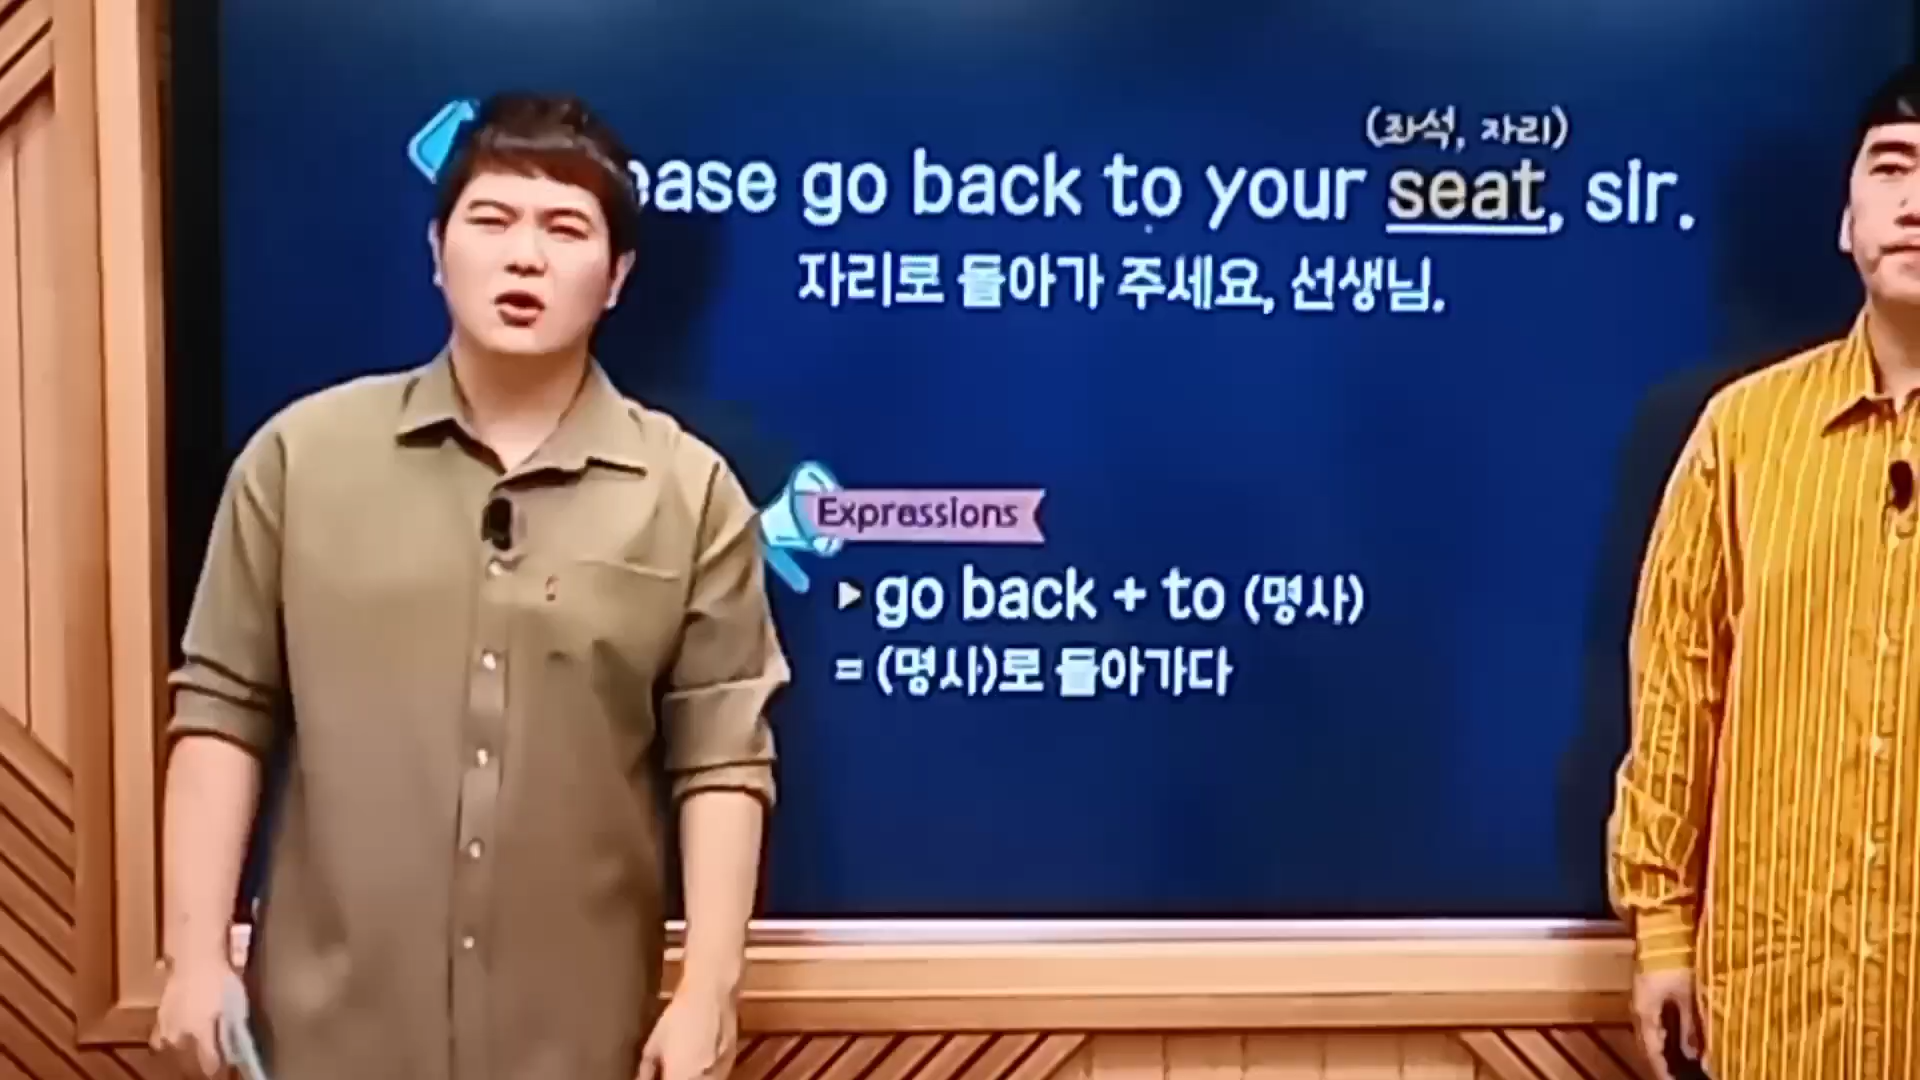 (좌석, 자리)
go back to your seat, sir.
자리로 돌아가 주세요, 선생님.
Expressions
▸ go back + to (명사)
= (명사)로 돌아가다